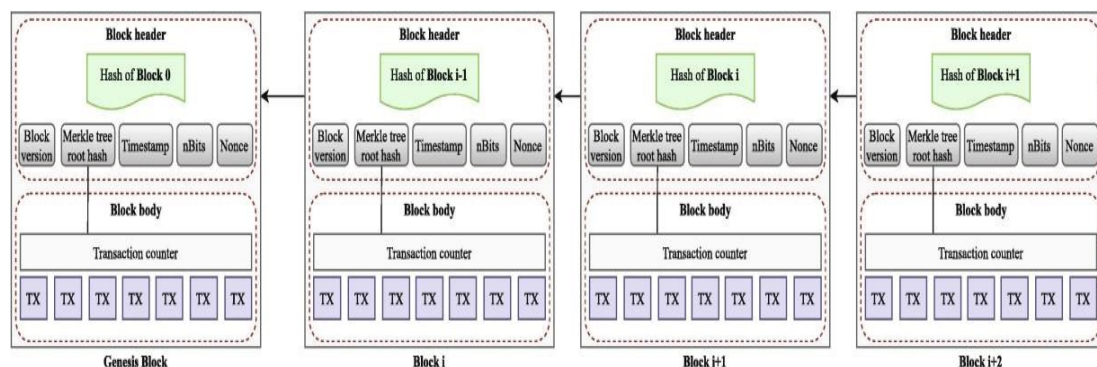 Block header
Hash of Block 0
Block version
Merkle tree root hash
Timestamp
nBits
Nonce
Block body
Transaction counter
TX TX TX TX TX TX TX
Genesis Block
Block header
Hash of Block i-1
Block version
Merkle tree root hash
Timestamp
nBits
Nonce
Block body
Transaction counter
TX TX TX TX TX TX TX
Block i
Block header
Hash of Block i
Block version
Merkle tree root hash
Timestamp
nBits
Nonce
Block body
Transaction counter
TX TX TX TX TX TX TX
Block i+1
Block header
Hash of Block i+1
Block version
Merkle tree root hash
Timestamp
nBits
Nonce
Block body
Transaction counter
TX TX TX TX TX TX TX
Block i+2